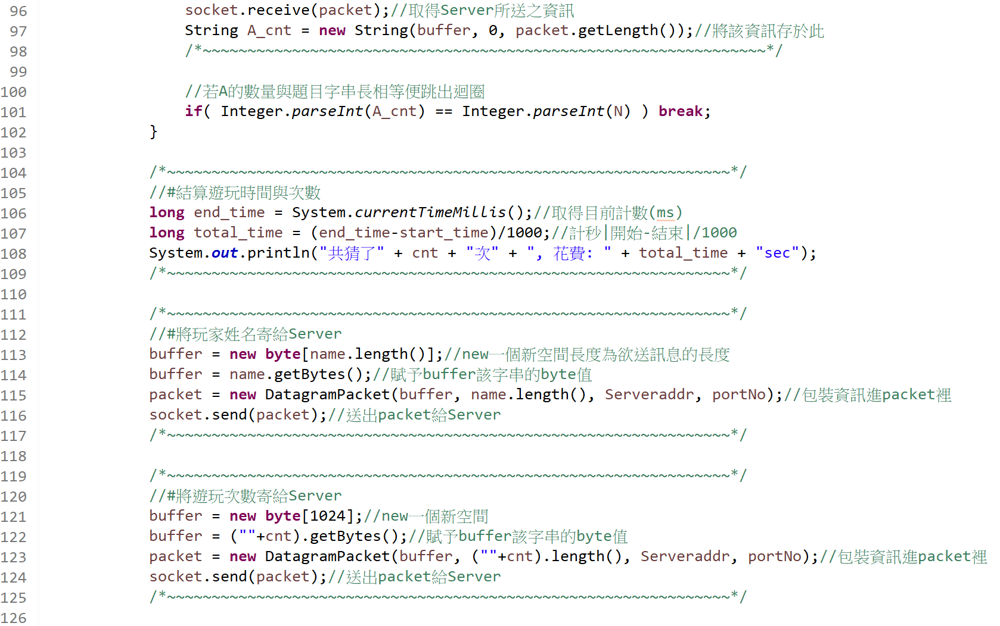 96 socket.receive(packet);//取得Server所送之資訊
97 String A_cnt = new String(buffer, 0, packet.getLength());//將該資訊存於此
98 /*~~~~~~~~~~~~~~~~~~~~~~~~~~~~~~~~~~~~~~~~~~~~~~~~~~~~~~~~~~~~~~~*/
99
100 //若A的數量與題目字串長相等便跳出迴圈
101 if( Integer.parseInt(A_cnt) == Integer.parseInt(N) ) break;
102 }
103
104 /*~~~~~~~~~~~~~~~~~~~~~~~~~~~~~~~~~~~~~~~~~~~~~~~~~~~~~~~~~~~~~~~*/
105 //#結算遊玩時間與次數
106 long end_time = System.currentTimeMillis();//取得目前計數(ms)
107 long total_time = (end_time-start_time)/1000;//計秒|開始-結束|/1000
108 System.out.println("共猜了" + cnt + "次" + ", 花費: " + total_time + "sec");
109 /*~~~~~~~~~~~~~~~~~~~~~~~~~~~~~~~~~~~~~~~~~~~~~~~~~~~~~~~~~~~~~~~*/
110
111 /*~~~~~~~~~~~~~~~~~~~~~~~~~~~~~~~~~~~~~~~~~~~~~~~~~~~~~~~~~~~~~~~*/
112 //#將玩家姓名寄給Server
113 buffer = new byte[name.length()];//new一個新空間長度為欲送訊息的長度
114 buffer = name.getBytes();//賦予buffer該字串的byte值
115 packet = new DatagramPacket(buffer, name.length(), Serveraddr, portNo);//包裝資訊進packet裡
116 socket.send(packet);//送出packet給Server
117 /*~~~~~~~~~~~~~~~~~~~~~~~~~~~~~~~~~~~~~~~~~~~~~~~~~~~~~~~~~~~~~~~*/
118
119 /*~~~~~~~~~~~~~~~~~~~~~~~~~~~~~~~~~~~~~~~~~~~~~~~~~~~~~~~~~~~~~~~*/
120 //#將遊玩次數寄給Server
121 buffer = new byte[1024];//new一個新空間
122 buffer = (""+cnt).getBytes();//賦予buffer該字串的byte值
123 packet = new DatagramPacket(buffer, (""+cnt).length(), Serveraddr, portNo);//包裝資訊進packet裡
124 socket.send(packet);//送出packet給Server
125 /*~~~~~~~~~~~~~~~~~~~~~~~~~~~~~~~~~~~~~~~~~~~~~~~~~~~~~~~~~~~~~~~*/
126